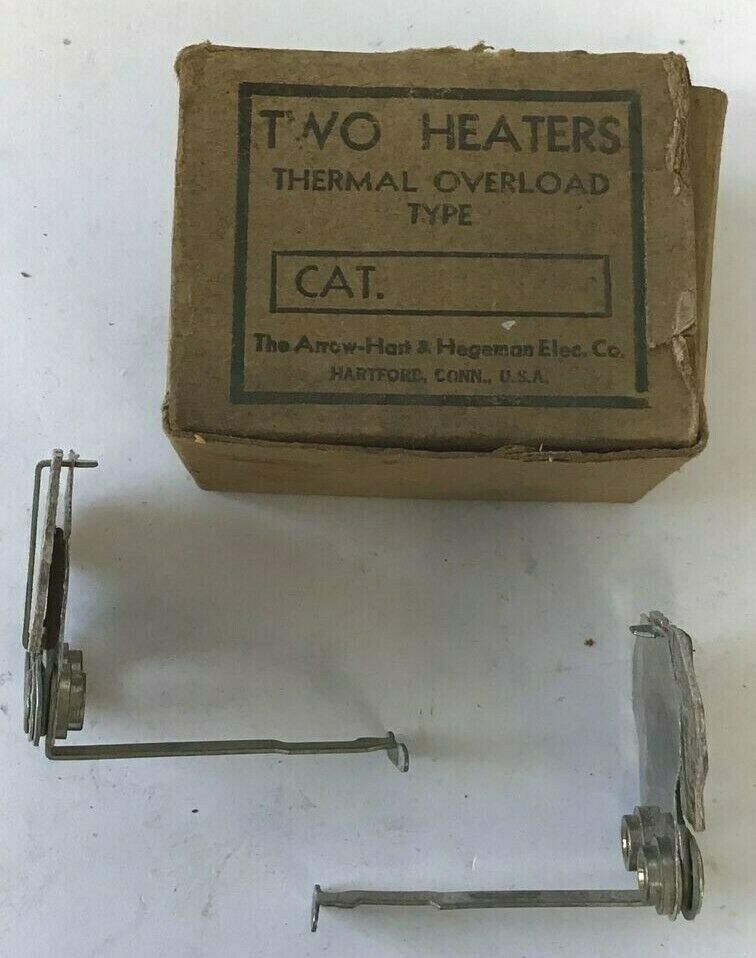 TWO HEATERS
THERMAL OVERLOAD
TYPE
CAT.
The Arrow-Hart & Hegeman Elec. Co.
HARTFORD, CONN., U.S.A.